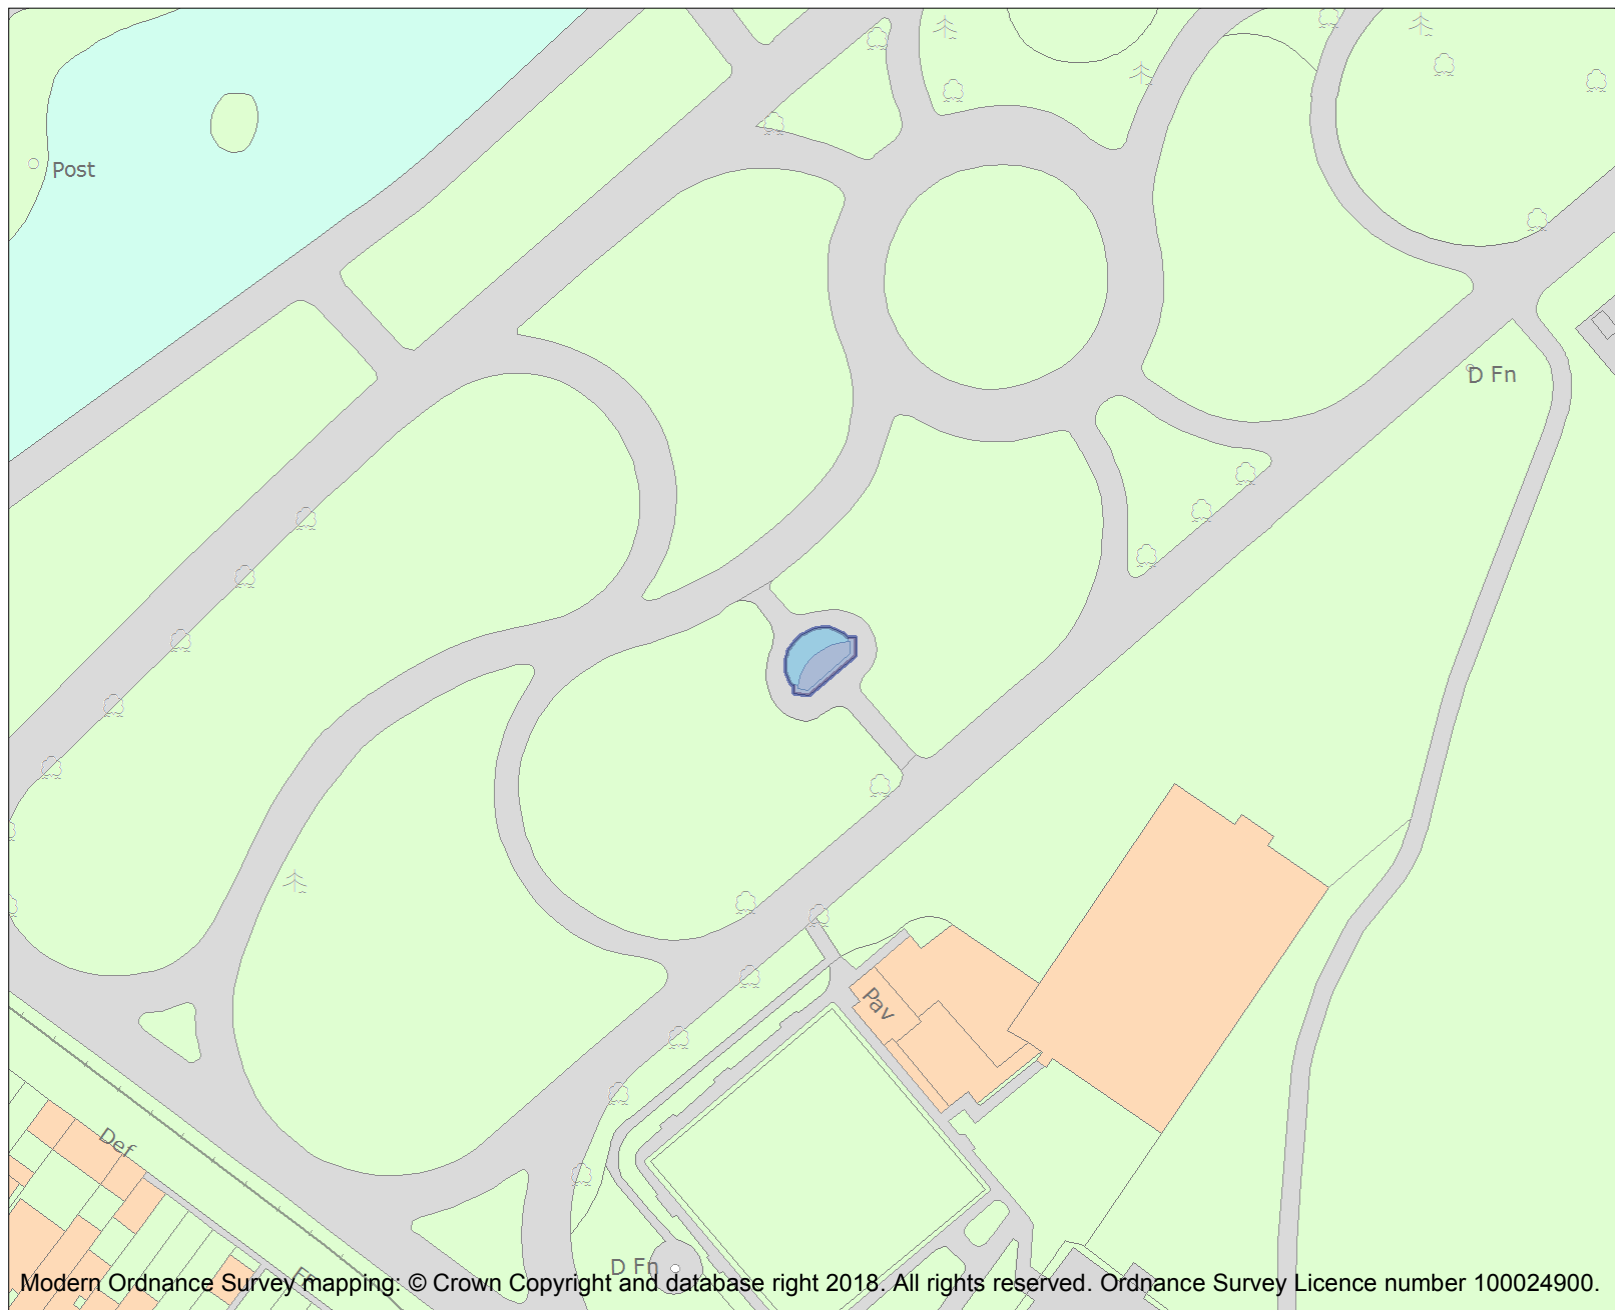 Post
D Fn
Pav
Def
D Fn
Modern Ordnance Survey mapping: © Crown Copyright and database right 2018. All rights reserved. Ordnance Survey Licence number 100024900.